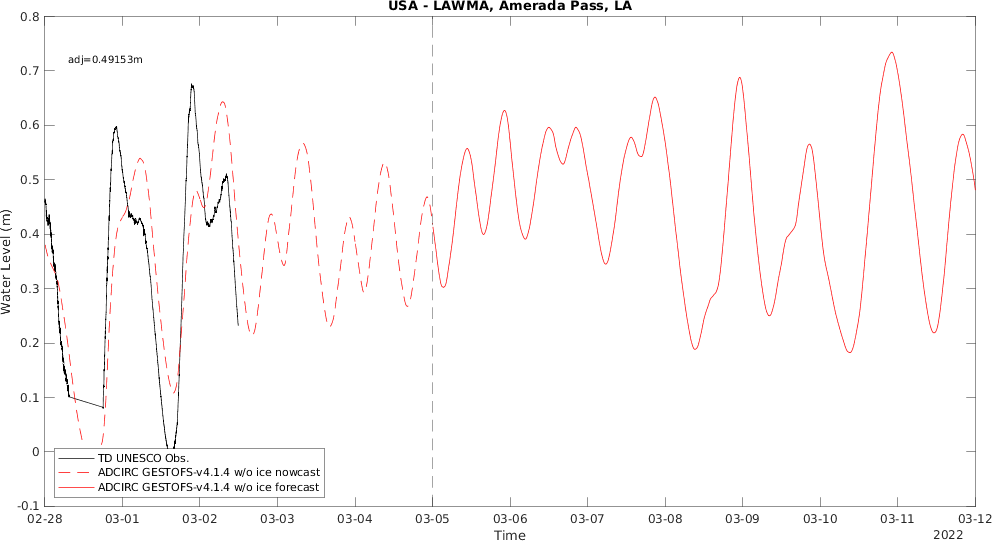 USA - LAWMA, Amerada Pass, LA
adj=0.49153m
Water Level (m)
0.8
0.7
0.6
0.5
0.4
0.3
0.2
0.1
0
-0.1
TD UNESCO Obs.
ADCIRC GESTOFS-v4.1.4 w/o ice nowcast
ADCIRC GESTOFS-v4.1.4 w/o ice forecast
02-28 03-01 03-02 03-03 03-04 03-05 03-06 03-07 03-08 03-09 03-10 03-11 03-12
Time
2022